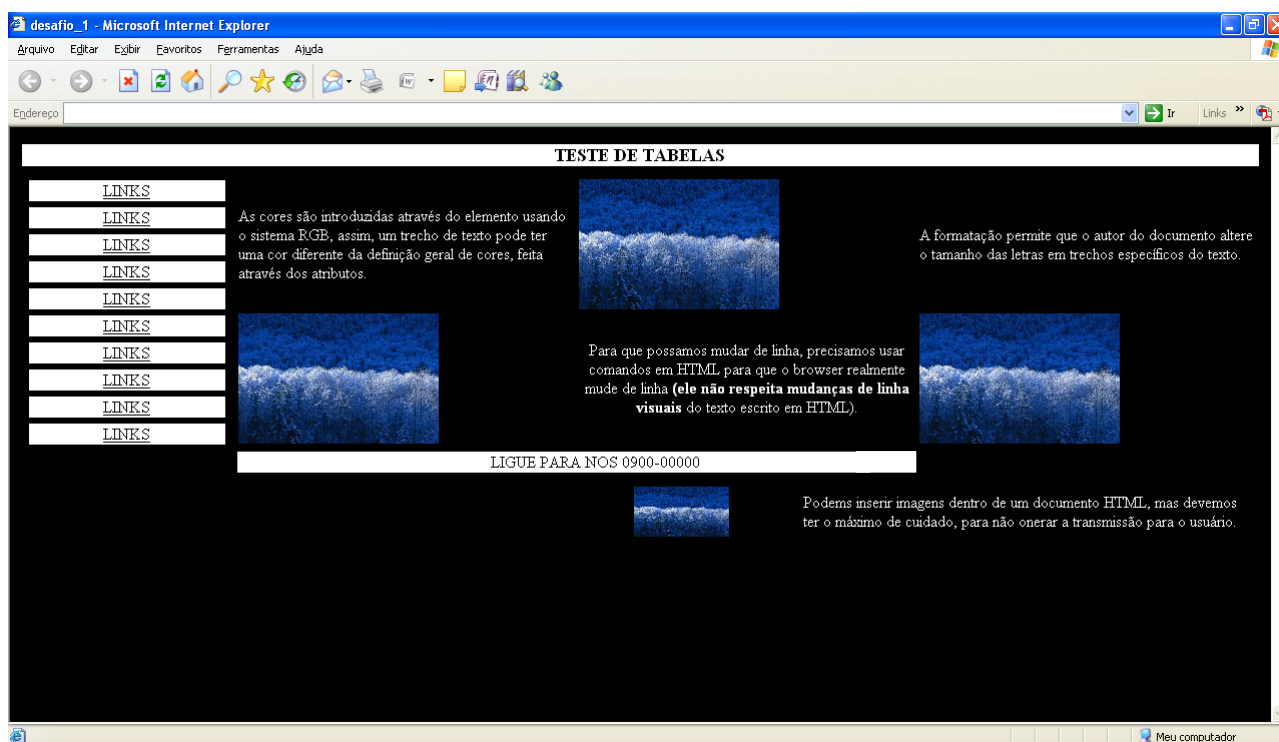 desafio_1 - Microsoft Internet Explorer
Arquivo Editar Exibir Favoritos Ferramentas Ajuda
Endereço Ir Links »
TESTE DE TABELAS
LINKS
LINKS
LINKS
LINKS
LINKS
LINKS
LINKS
LINKS
LINKS
LINKS
As cores são introduzidas através do elemento usando
o sistema RGB, assim, um trecho de texto pode ter
uma cor diferente da definição geral de cores, feita
através dos atributos.
A formatação permite que o autor do documento altere
o tamanho das letras em trechos específicos do texto.
Para que possamos mudar de linha, precisamos usar
comandos em HTML para que o browser realmente
mude de linha (ele não respeita mudanças de linha
visuais do texto escrito em HTML).
LIGUE PARA NOS 0900-00000
Podems inserir imagens dentro de um documento HTML, mas devemos
ter o máximo de cuidado, para não onerar a transmissão para o usuário.
Meu computador